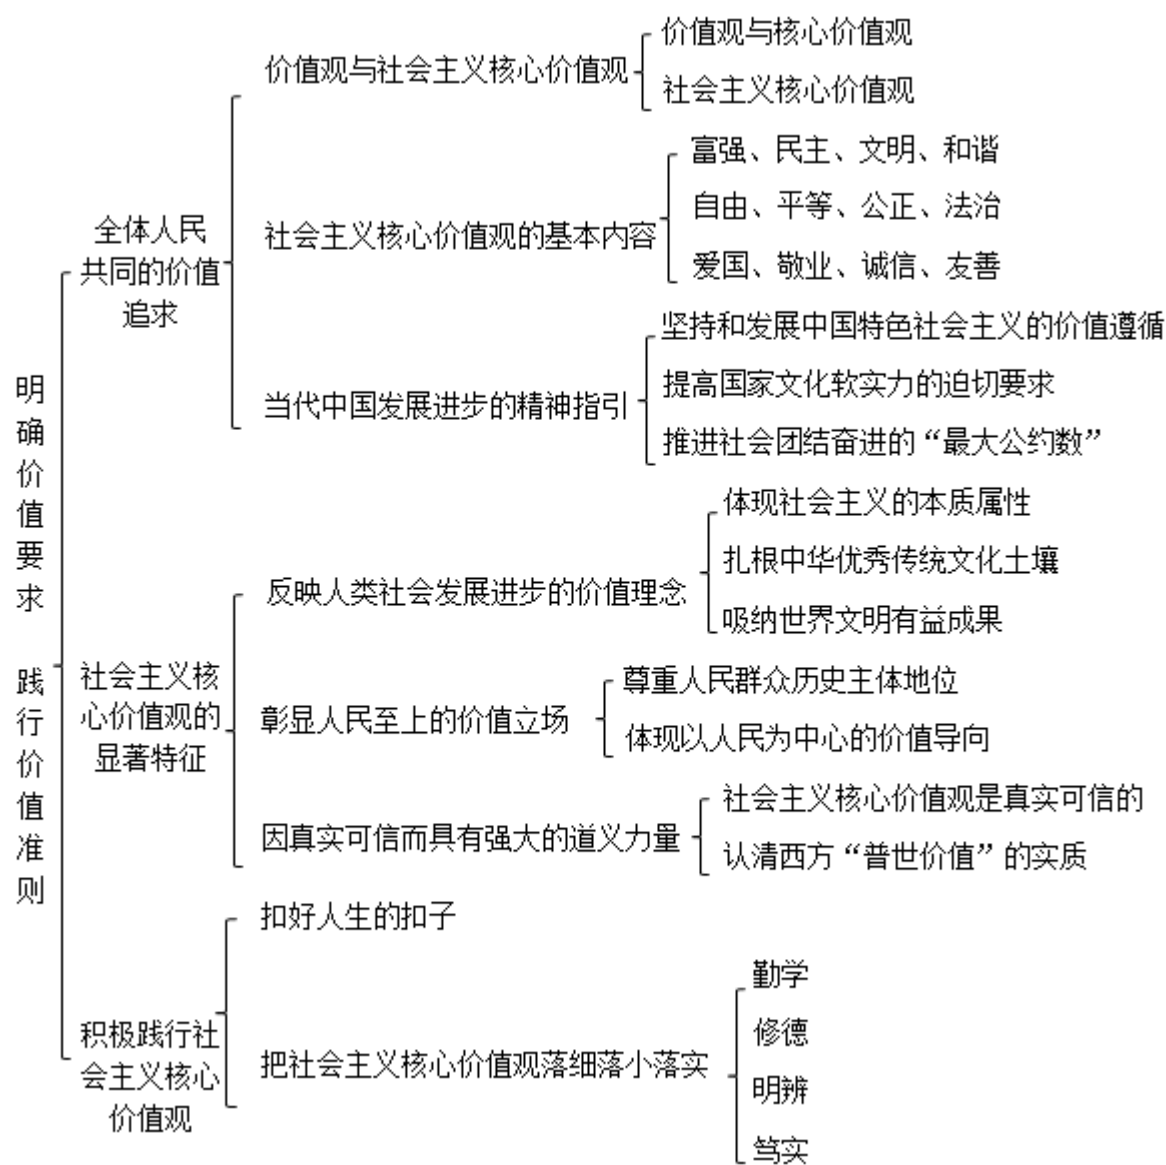 明确价值要求 践行价值准则
全体人民
共同的价值
追求
价值观与社会主义核心价值观
价值观与核心价值观
社会主义核心价值观
社会主义核心价值观的基本内容
富强、民主、文明、和谐
自由、平等、公正、法治
爱国、敬业、诚信、友善
当代中国发展进步的精神指引
坚持和发展中国特色社会主义的价值遵循
提高国家文化软实力的迫切要求
推进社会团结奋进的“最大公约数”
社会主义核
心价值观的
显著特征
反映人类社会发展进步的价值理念
体现社会主义的本质属性
扎根中华优秀传统文化土壤
吸纳世界文明有益成果
彰显人民至上的价值立场
尊重人民群众历史主体地位
体现以人民为中心的价值导向
因真实可信而具有强大的道义力量
社会主义核心价值观是真实可信的
认清西方“普世价值”的实质
积极践行社
会主义核心
价值观
扣好人生的扣子
把社会主义核心价值观落细落小落实
勤学
修德
明辨
笃实